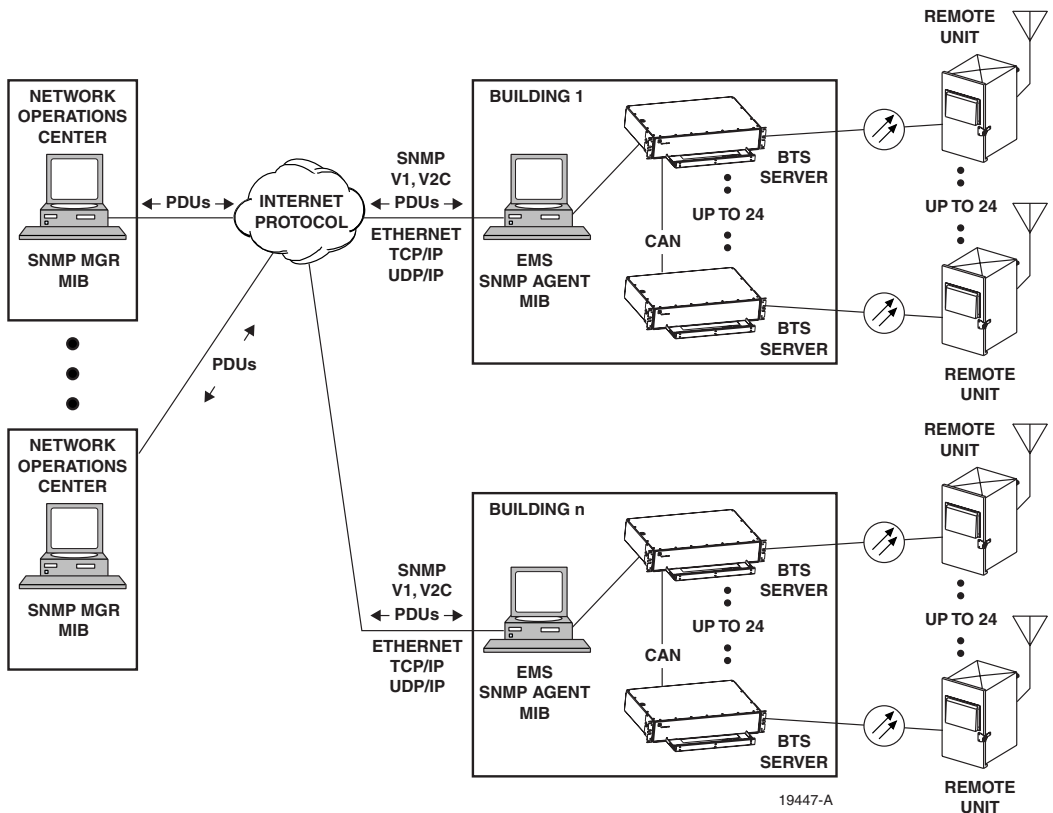 NETWORK
OPERATIONS
CENTER
SNMP MGR
MIB
PDUs
INTERNET
PROTOCOL
SNMP
V1, V2C
PDUs
ETHERNET
TCP/IP
UDP/IP
BUILDING 1
EMS
SNMP AGENT
MIB
CAN
BTS
SERVER
UP TO 24
BTS
SERVER
REMOTE
UNIT
UP TO 24
REMOTE
UNIT
PDUs
NETWORK
OPERATIONS
CENTER
SNMP MGR
MIB
SNMP
V1, V2C
PDUs
ETHERNET
TCP/IP
UDP/IP
BUILDING n
EMS
SNMP AGENT
MIB
CAN
BTS
SERVER
UP TO 24
BTS
SERVER
REMOTE
UNIT
UP TO 24
REMOTE
UNIT
19447-A